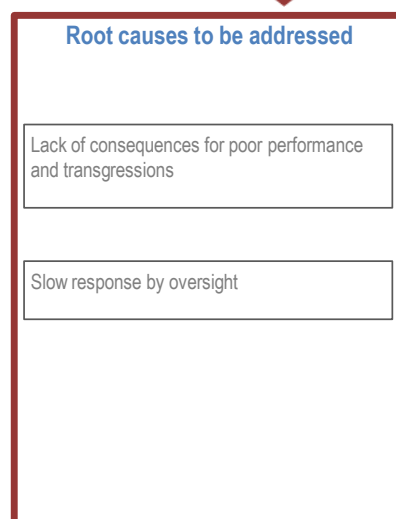 Root causes to be addressed
Lack of consequences for poor performance
and transgressions
Slow response by oversight